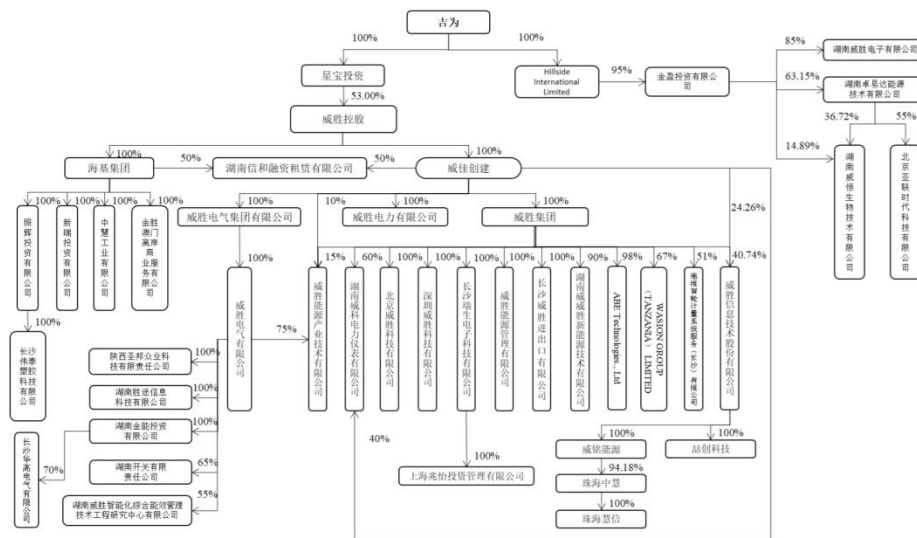 吉为
100%
100%
星宝投资
Hillside
International
Limited
95%
金盈投资有限公
司
85%
湖南威胜电子有限公司
63.15%
湖南卓易达能源
技术有限公司
53.00%
威胜控股
36.72%
55%
14.89%
湖南威恒生物技术有限公司
北京亚联时代科技有限公司
100%
100%
海基集团
50%
湖南信和融资租赁有限公司
50%
威佳创建
100%
100%
100%
100%
照辉投资有限公司
新瑞投资有限公司
中慧工业有限公司
金胜澳门离岸商业服务有限公司
100%
威胜电气集团有限公司
10%
100%
威胜电力有限公司
100%
威胜集团
24.26%
100%
威胜电气有限公司
75%
15%
60%
100%
100%
100%
100%
100%
90%
98%
67%
51%
40.74%
威胜能源产业技术有限公司
湖南威科电力仪表有限公司
北京威胜科技有限公司
深圳威胜科技有限公司
长沙瑞生电子科技有限公司
威胜能源管理有限公司
长沙威胜进出口有限公司
湖南威威胜新能源技术有限公司
ABE Technologies., Ltd
WASION GROUP
(TANZANIA) LIMITED
施维智能计量系统服务（长沙）有限公司
威胜信息技术股份有限公司
100%
长沙伟泰塑胶科技有限公司
陕西圣邦众业科
技有限责任公司
100%
湖南胜途信息
科技有限公司
100%
湖南金能投资
有限公司
100%
长沙华高电气有限公司
70%
湖南开关有限
责任公司
65%
湖南威胜智能化综合能效管理
技术工程研究中心有限公司
55%
40%
100%
上海兆怡投资管理有限公司
100%
威铭能源
100%
喆创科技
94.18%
珠海中慧
100%
珠海慧信